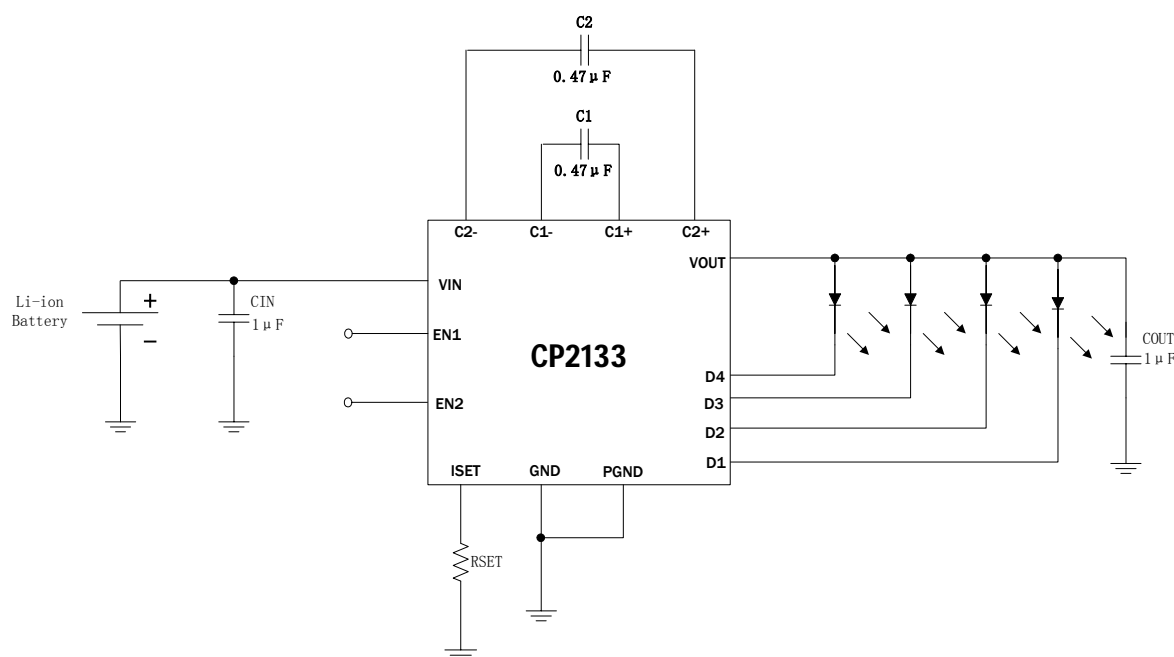 C2
0.47μF
C1
0.47μF
C2- C1- C1+ C2+
VOUT
VIN
Li-ion
Battery
+
−
CIN
1μF
EN1
CP2133
COUT
1μF
D4
EN2
D3
D2
D1
ISET GND PGND
RSET